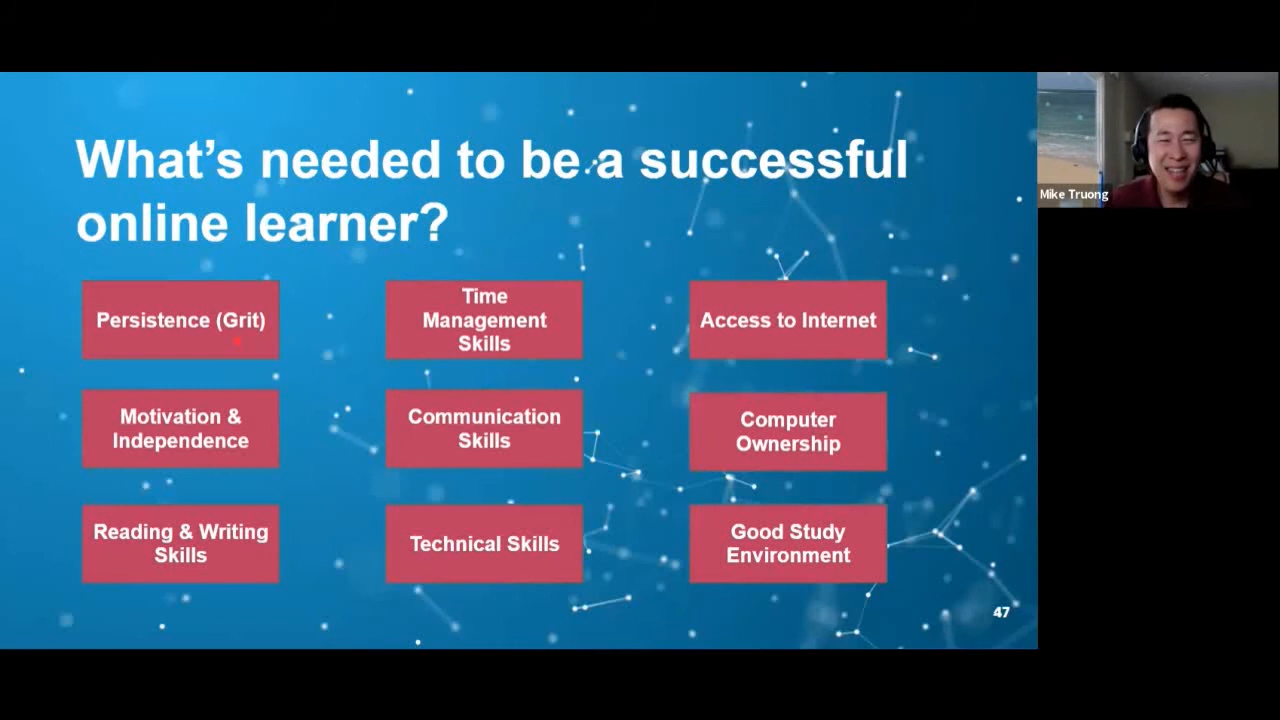 What's needed to be a successful
online learner?
Persistence (Grit)
Time
Management
Skills
Access to Internet
Motivation &
Independence
Communication
Skills
Computer
Ownership
Reading & Writing
Skills
Technical Skills
Good Study
Environment
47
Mike Truong